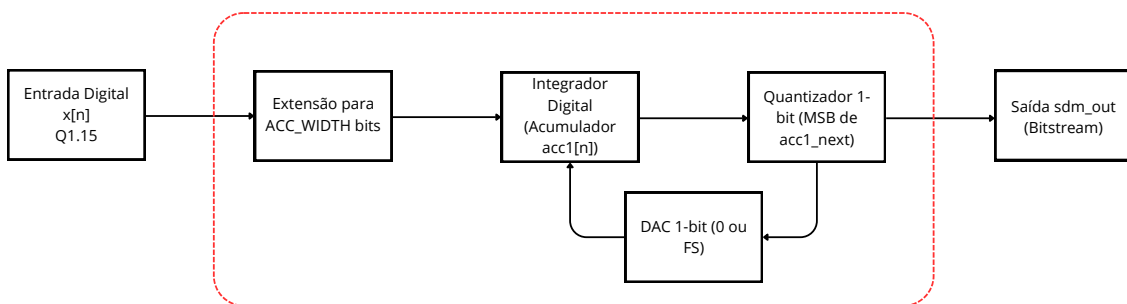 Entrada Digital
x[n]
Q1.15
Extensão para
ACC_WIDTH bits
Integrador
Digital
(Acumulador
acc1[n])
Quantizador 1-
bit (MSB de
acc1_next)
Saída sdm_out
(Bitstream)
DAC 1-bit (0 ou
FS)